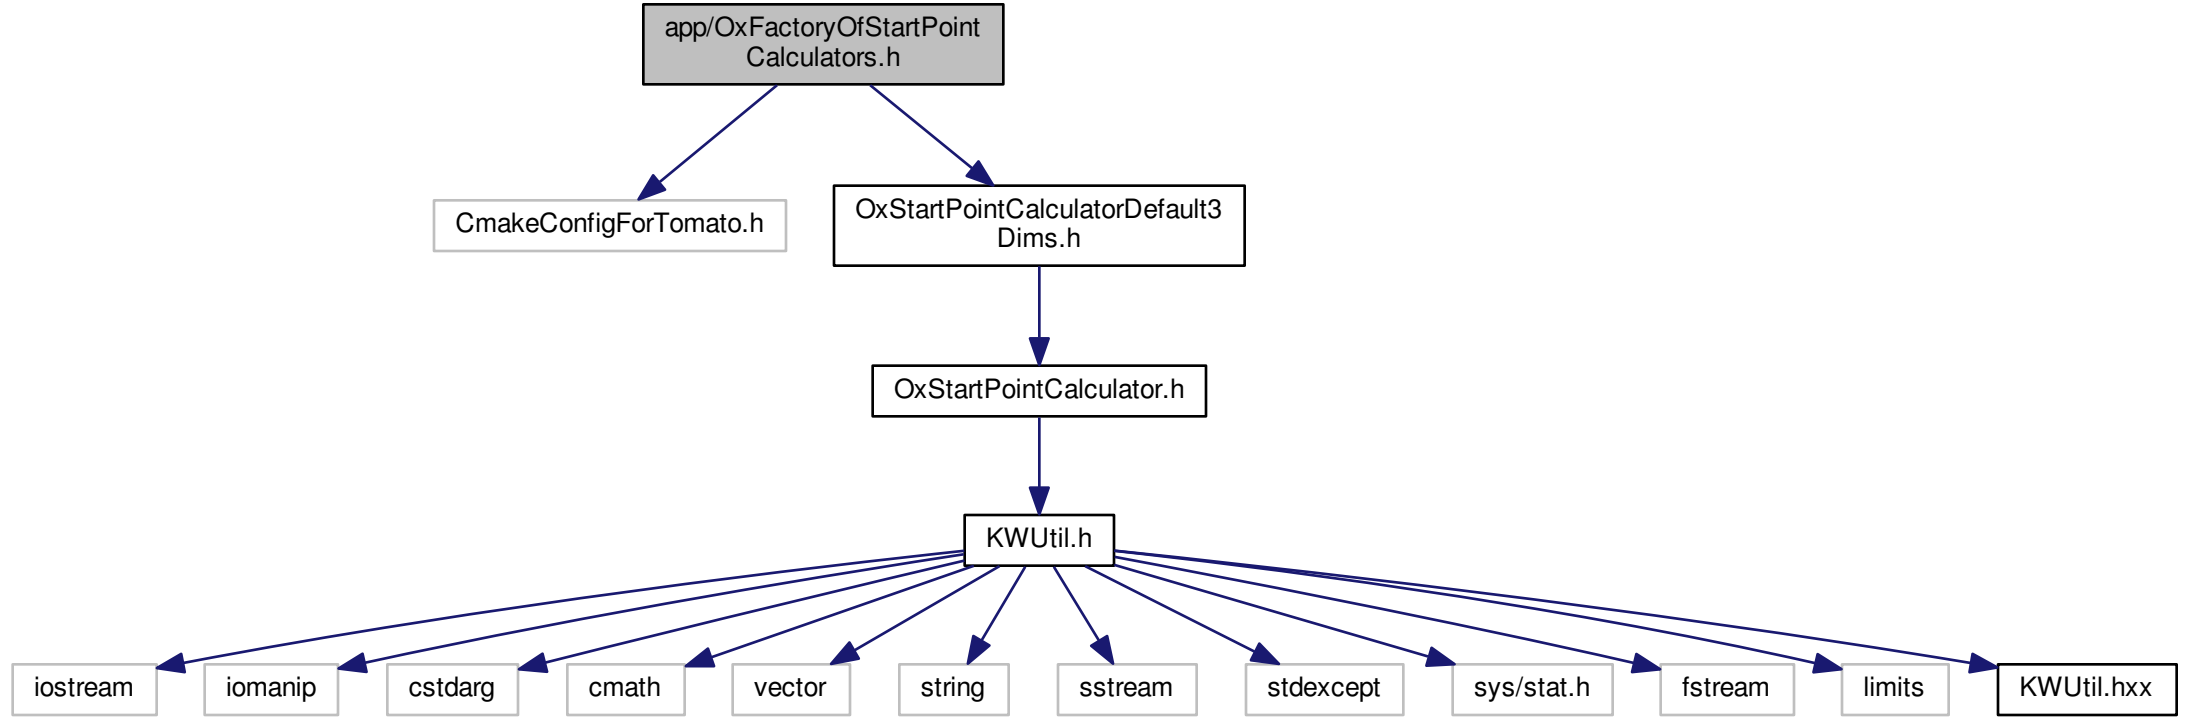 app/OxFactoryOfStartPoint
Calculators.h
CmakeConfigForTomato.h
OxStartPointCalculatorDefault3
Dims.h
OxStartPointCalculator.h
KWUtil.h
iostream
iomanip
cstdarg
cmath
vector
string
sstream
stdexcept
sys/stat.h
fstream
limits
KWUtil.hxx